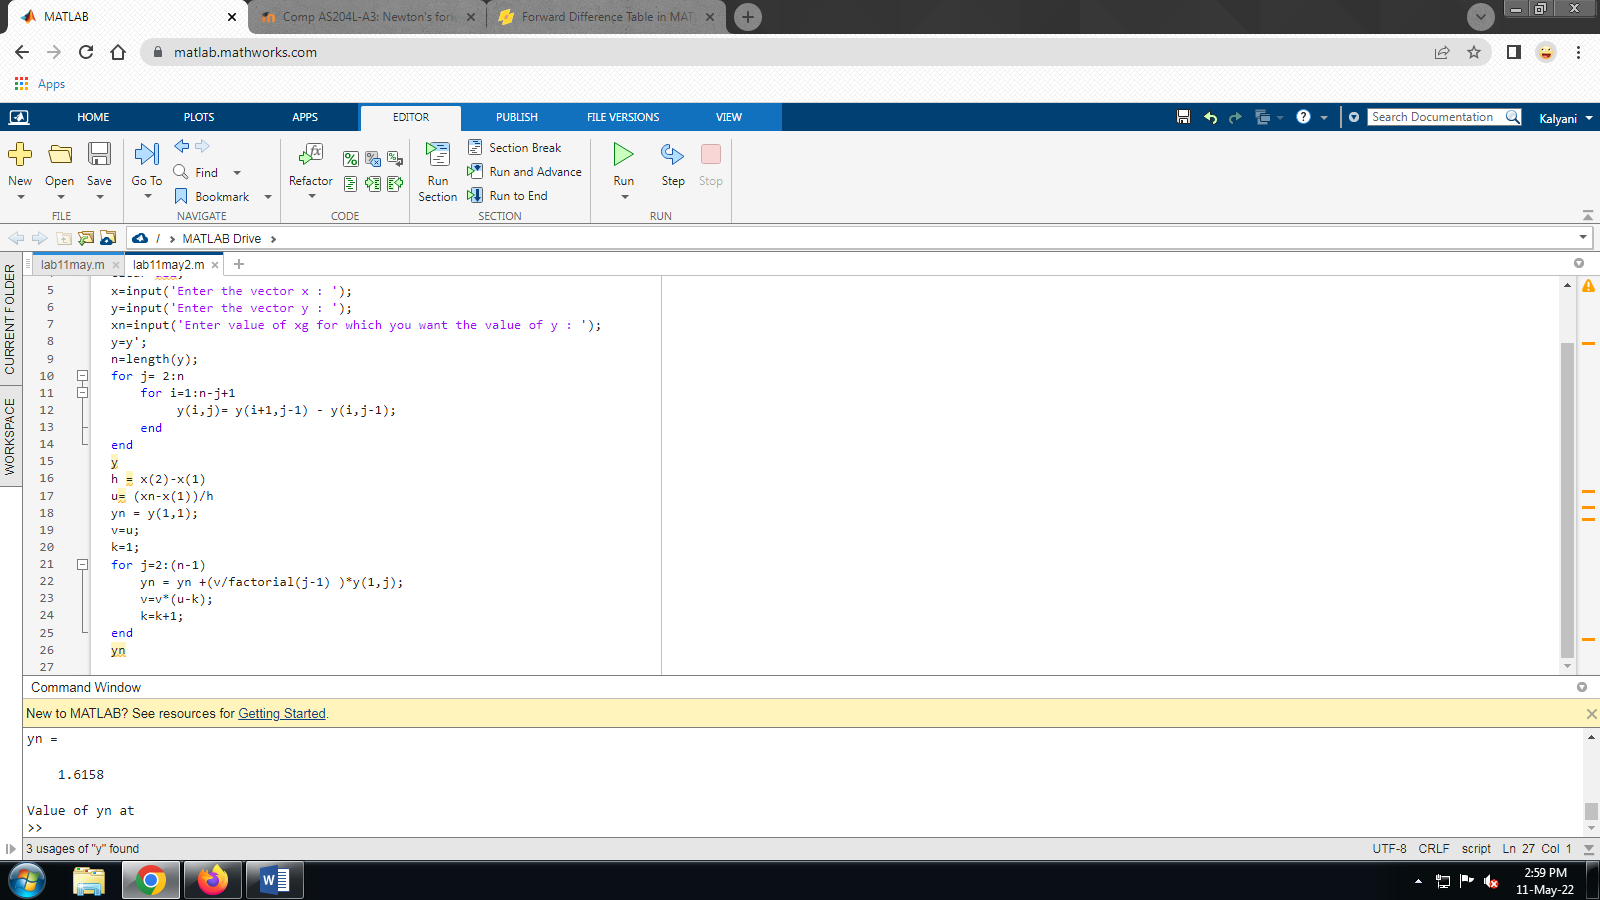 MATLAB
Comp AS204L-A3: Newton's for
Forward Difference Table in MAT
matlab.mathworks.com
Apps
HOME PLOTS APPS EDITOR PUBLISH FILE VERSIONS VIEW
Search Documentation
Kalyani
New Open Save
Go To
Find
Bookmark
Refactor
Run Section
Section Break
Run and Advance
Run to End
Run Step Stop
FILE NAVIGATE CODE SECTION RUN
/ › MATLAB Drive ›
CURRENT FOLDER
WORKSPACE
lab11may.m × lab11may2.m × +
5 x=input('Enter the vector x : ');
6 y=input('Enter the vector y : ');
7 xn=input('Enter value of xg for which you want the value of y : ');
8 y=y';
9 n=length(y);
10 for j= 2:n
11 for i=1:n-j+1
12 y(i,j)= y(i+1,j-1) - y(i,j-1);
13 end
14 end
15 y
16 h = x(2)-x(1)
17 u= (xn-x(1))/h
18 yn = y(1,1);
19 v=u;
20 k=1;
21 for j=2:(n-1)
22 yn = yn +(v/factorial(j-1) )*y(1,j);
23 v=v*(u-k);
24 k=k+1;
25 end
26 yn
27
Command Window
New to MATLAB? See resources for Getting Started.
yn =
1.6158
Value of yn at
>>
3 usages of "y" found
UTF-8 CRLF script Ln 27 Col 1
2:59 PM
11-May-22